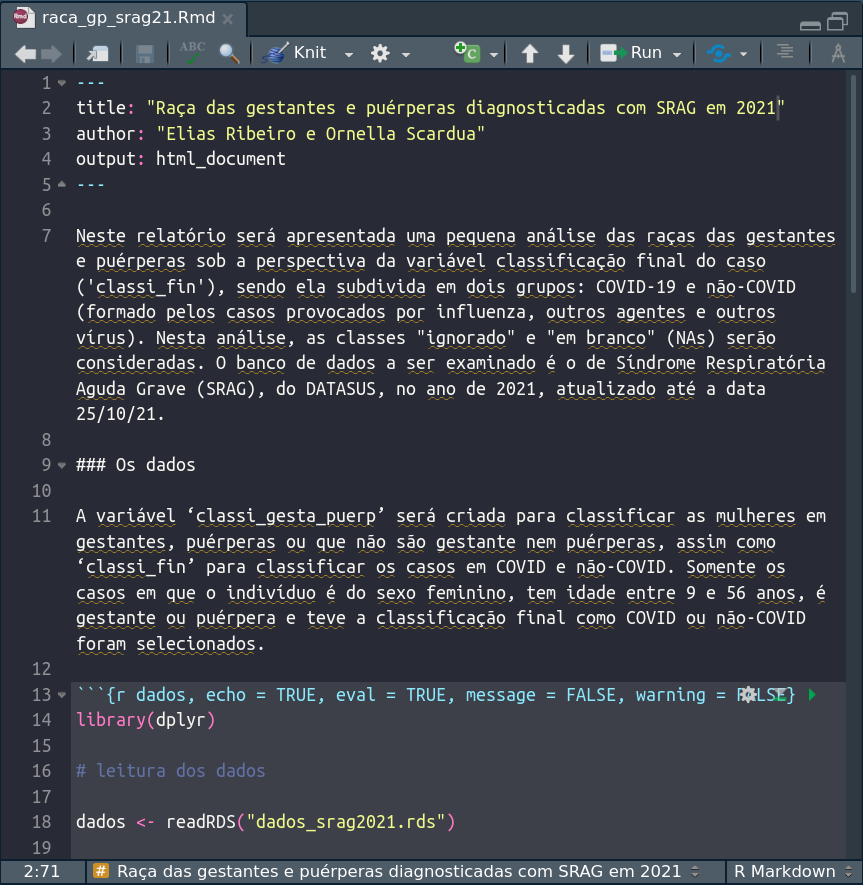 raca_gp_srag21.Rmd
ABC Knit C Run
1 ---
2 title: "Raça das gestantes e puérperas diagnosticadas com SRAG em 2021"
3 author: "Elias Ribeiro e Ornella Scardua"
4 output: html_document
5 ---
6
7 Neste relatório será apresentada uma pequena análise das raças das gestantes
e puérperas sob a perspectiva da variável classificação final do caso
('classi_fin'), sendo ela subdivida em dois grupos: COVID-19 e não-COVID
(formado pelos casos provocados por influenza, outros agentes e outros
vírus). Nesta análise, as classes "ignorado" e "em branco" (NAs) serão
consideradas. O banco de dados a ser examinado é o de Síndrome Respiratória
Aguda Grave (SRAG), do DATASUS, no ano de 2021, atualizado até a data
25/10/21.
8
9 ### Os dados
10
11 A variável ‘classi_gesta_puerp’ será criada para classificar as mulheres em
gestantes, puérperas ou que não são gestante nem puérperas, assim como
‘classi_fin’ para classificar os casos em COVID e não-COVID. Somente os
casos em que o indivíduo é do sexo feminino, tem idade entre 9 e 56 anos, é
gestante ou puérpera e teve a classificação final como COVID ou não-COVID
foram selecionados.
12
13 ```{r dados, echo = TRUE, eval = TRUE, message = FALSE, warning = FALSE}
14 library(dplyr)
15
16 # leitura dos dados
17
18 dados <- readRDS("dados_srag2021.rds")
19
2:71 # Raça das gestantes e puérperas diagnosticadas com SRAG em 2021 R Markdown